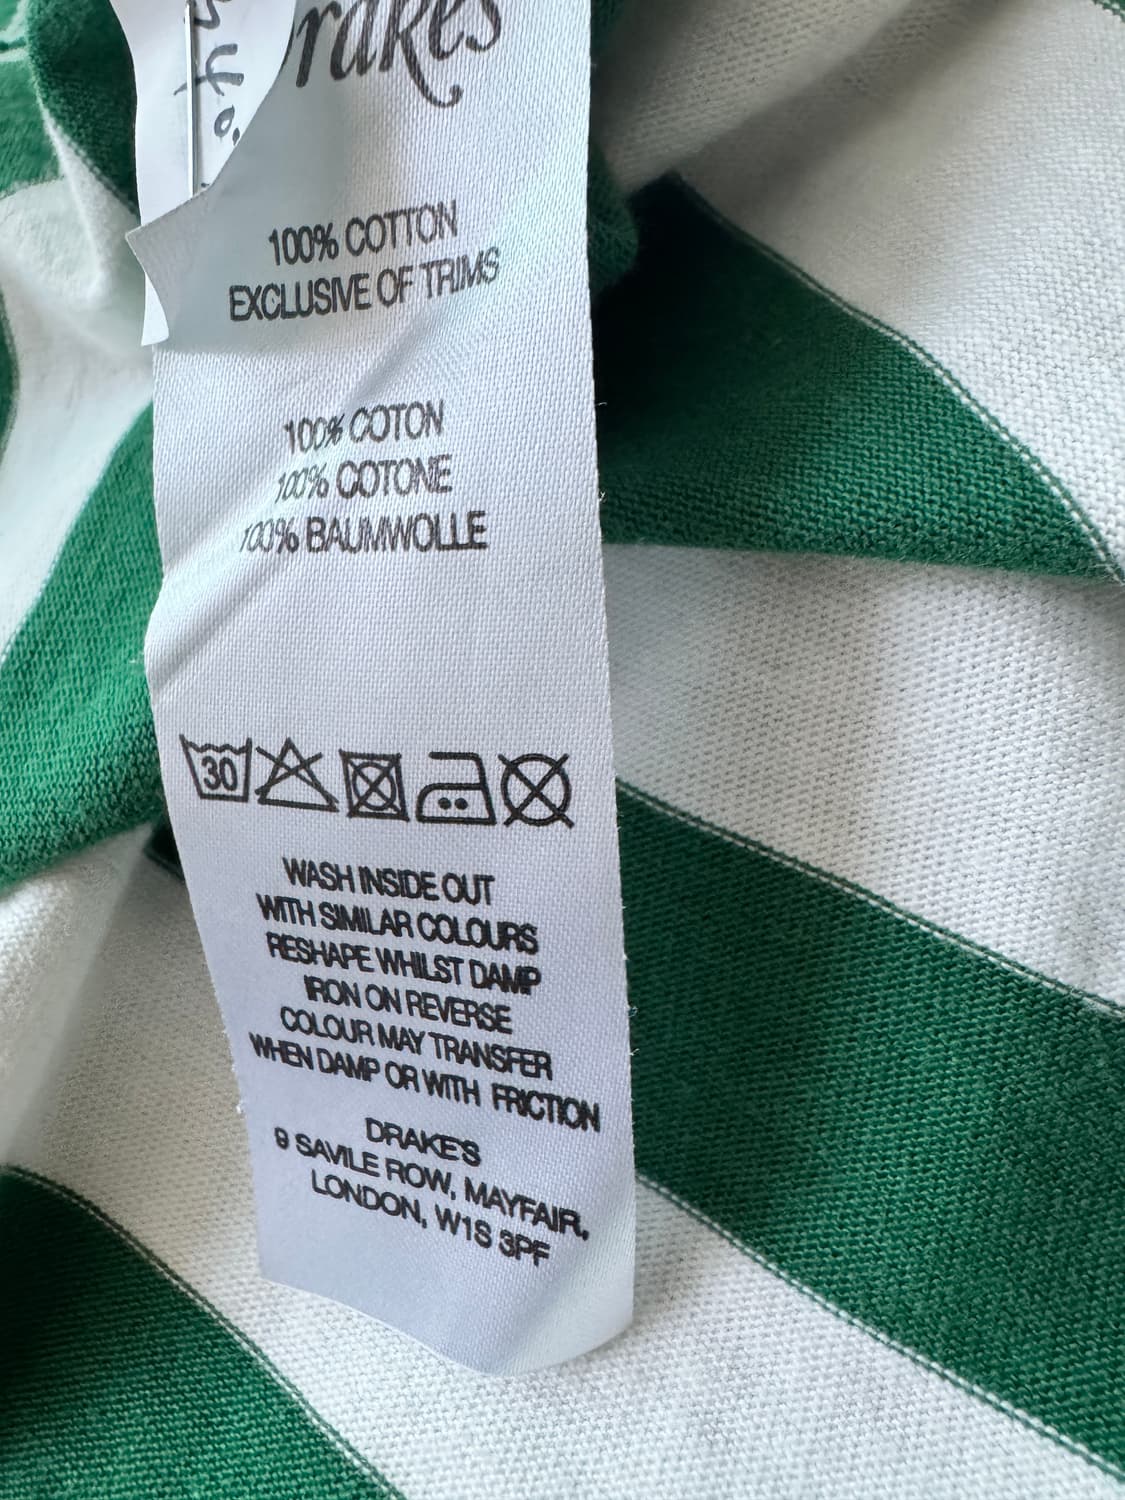 rakes
100% COTTON
EXCLUSIVE OF TRIMS
100% COTON
100% COTONE
100% BAUMWOLLE
30
WASH INSIDE OUT
WITH SIMILAR COLOURS
RESHAPE WHILST DAMP
IRON ON REVERSE
COLOUR MAY TRANSFER
WHEN DAMP OR WITH FRICTION
DRAKE'S
9 SAVILE ROW, MAYFAIR,
LONDON, W1S 3PF